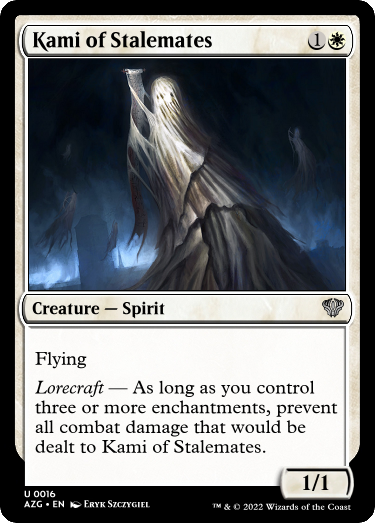 Kami of Stalemates 1
Creature — Spirit
Flying
Lorecraft — As long as you control
three or more enchantments, prevent
all combat damage that would be
dealt to Kami of Stalemates.
1/1
U 0016
AZG • EN Eryk Szczygieł
™ & © 2022 Wizards of the Coast